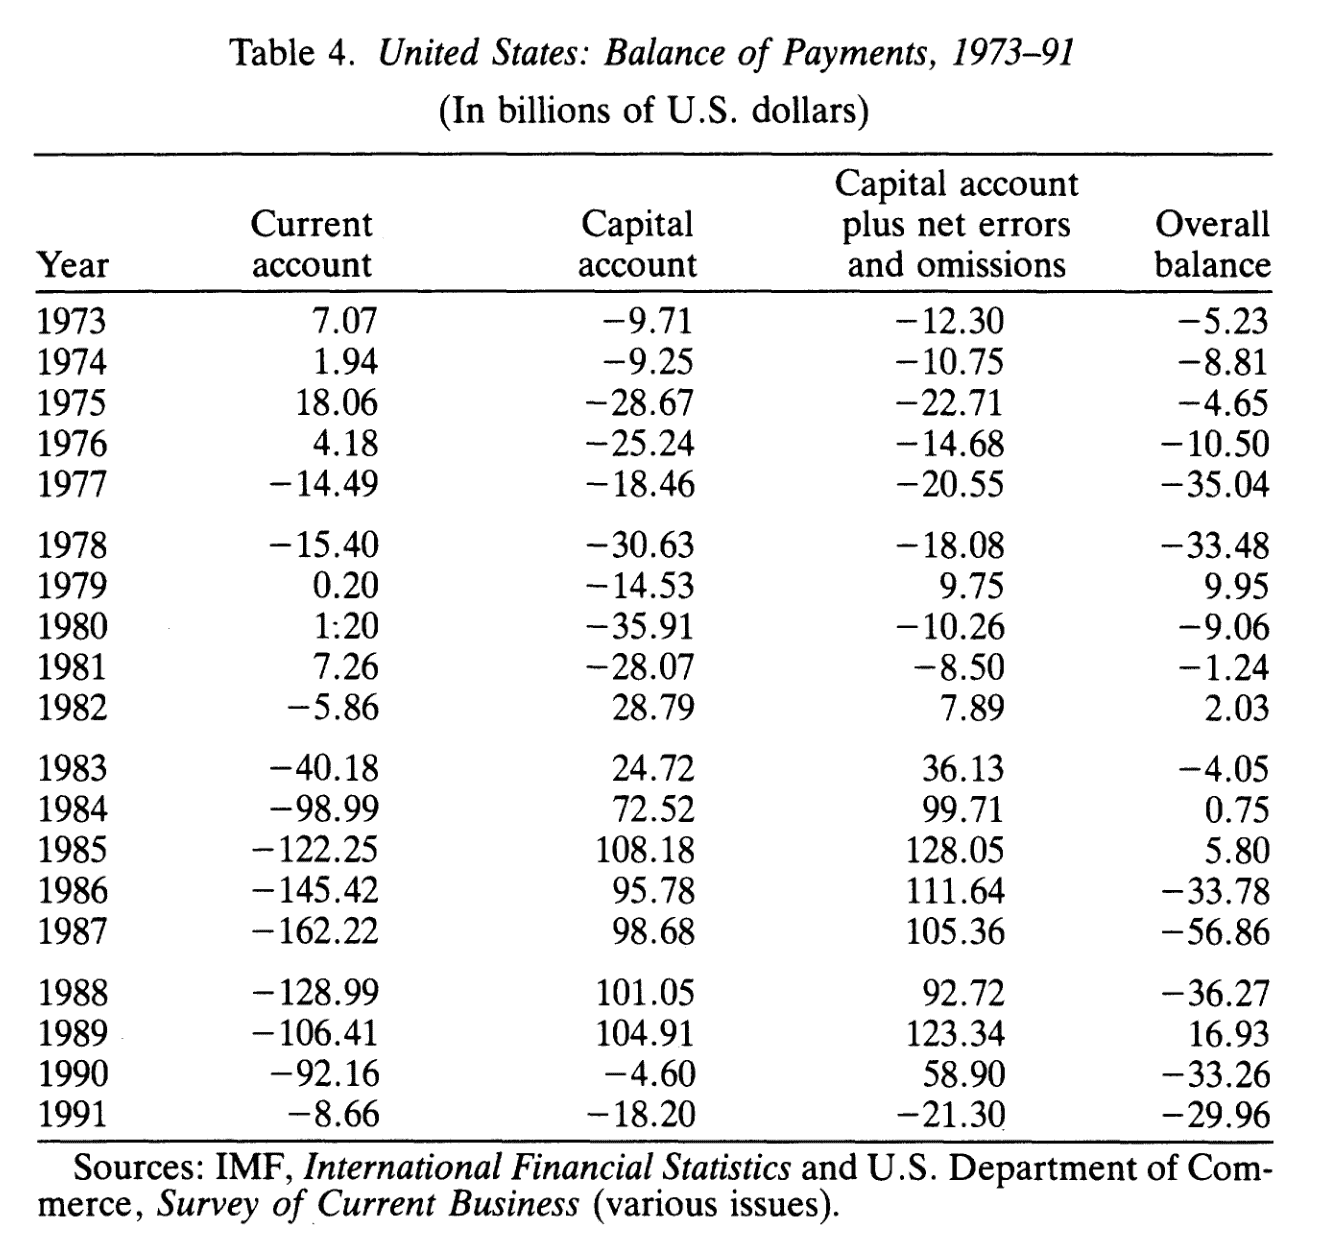 Table 4. United States: Balance of Payments, 1973–91
(In billions of U.S. dollars)
Capital account
Current Capital plus net errors Overall
Year account account and omissions balance
1973 7.07 −9.71 −12.30 −5.23
1974 1.94 −9.25 −10.75 −8.81
1975 18.06 −28.67 −22.71 −4.65
1976 4.18 −25.24 −14.68 −10.50
1977 −14.49 −18.46 −20.55 −35.04
1978 −15.40 −30.63 −18.08 −33.48
1979 0.20 −14.53 9.75 9.95
1980 1:20 −35.91 −10.26 −9.06
1981 7.26 −28.07 −8.50 −1.24
1982 −5.86 28.79 7.89 2.03
1983 −40.18 24.72 36.13 −4.05
1984 −98.99 72.52 99.71 0.75
1985 −122.25 108.18 128.05 5.80
1986 −145.42 95.78 111.64 −33.78
1987 −162.22 98.68 105.36 −56.86
1988 −128.99 101.05 92.72 −36.27
1989 −106.41 104.91 123.34 16.93
1990 −92.16 −4.60 58.90 −33.26
1991 −8.66 −18.20 −21.30 −29.96
Sources: IMF, International Financial Statistics and U.S. Department of Com-
merce, Survey of Current Business (various issues).